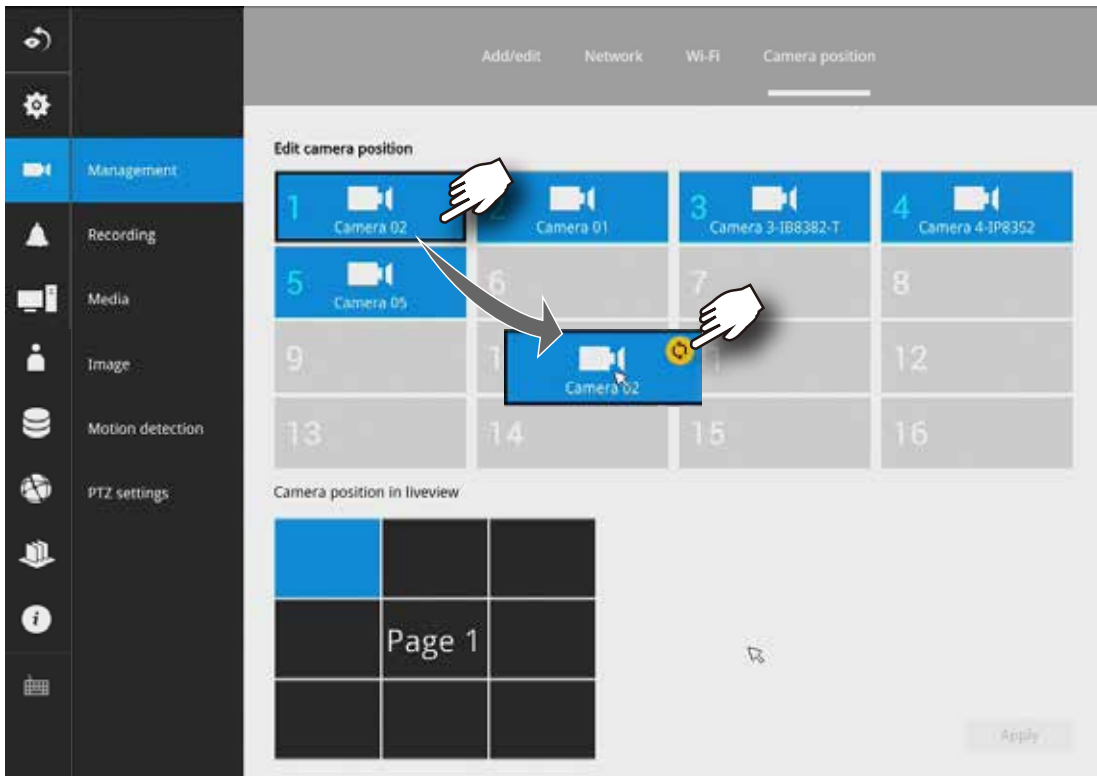 Add/edit Network Wi-Fi Camera position
Edit camera position
Management
1 Camera 02
2 Camera 01
3 Camera 3-IB8382-T
4 Camera 4-IP8352
Recording
5 Camera 05
6
7
8
Media
9
12
Camera 02
Image
13
14
15
16
Motion detection
PTZ settings
Camera position in liveview
Page 1
Apply